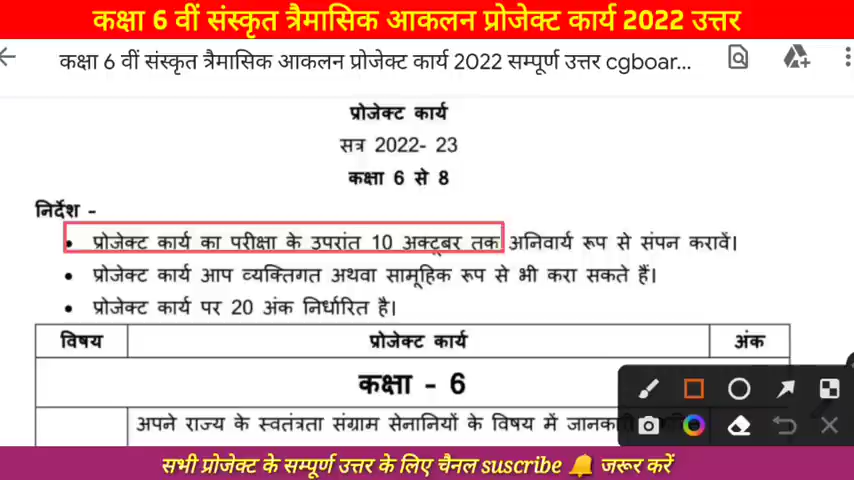 कक्षा 6 वीं संस्कृत त्रैमासिक आकलन प्रोजेक्ट कार्य 2022 उत्तर
कक्षा 6 वीं संस्कृत त्रैमासिक आकलन प्रोजेक्ट कार्य 2022 सम्पूर्ण उत्तर cgboar...
प्रोजेक्ट कार्य
सत्र 2022- 23
कक्षा 6 से 8
निर्देश -
• प्रोजेक्ट कार्य का परीक्षा के उपरांत 10 अक्टूबर तक अनिवार्य रूप से संपन करावें।
• प्रोजेक्ट कार्य आप व्यक्तिगत अथवा सामूहिक रूप से भी करा सकते हैं।
• प्रोजेक्ट कार्य पर 20 अंक निर्धारित है।
विषय प्रोजेक्ट कार्य अंक
कक्षा - 6
अपने राज्य के स्वतंत्रता संग्राम सेनानियों के विषय में
सभी प्रोजेक्ट के सम्पूर्ण उत्तर के लिए चैनल suscribe 🔔 जरूर करें